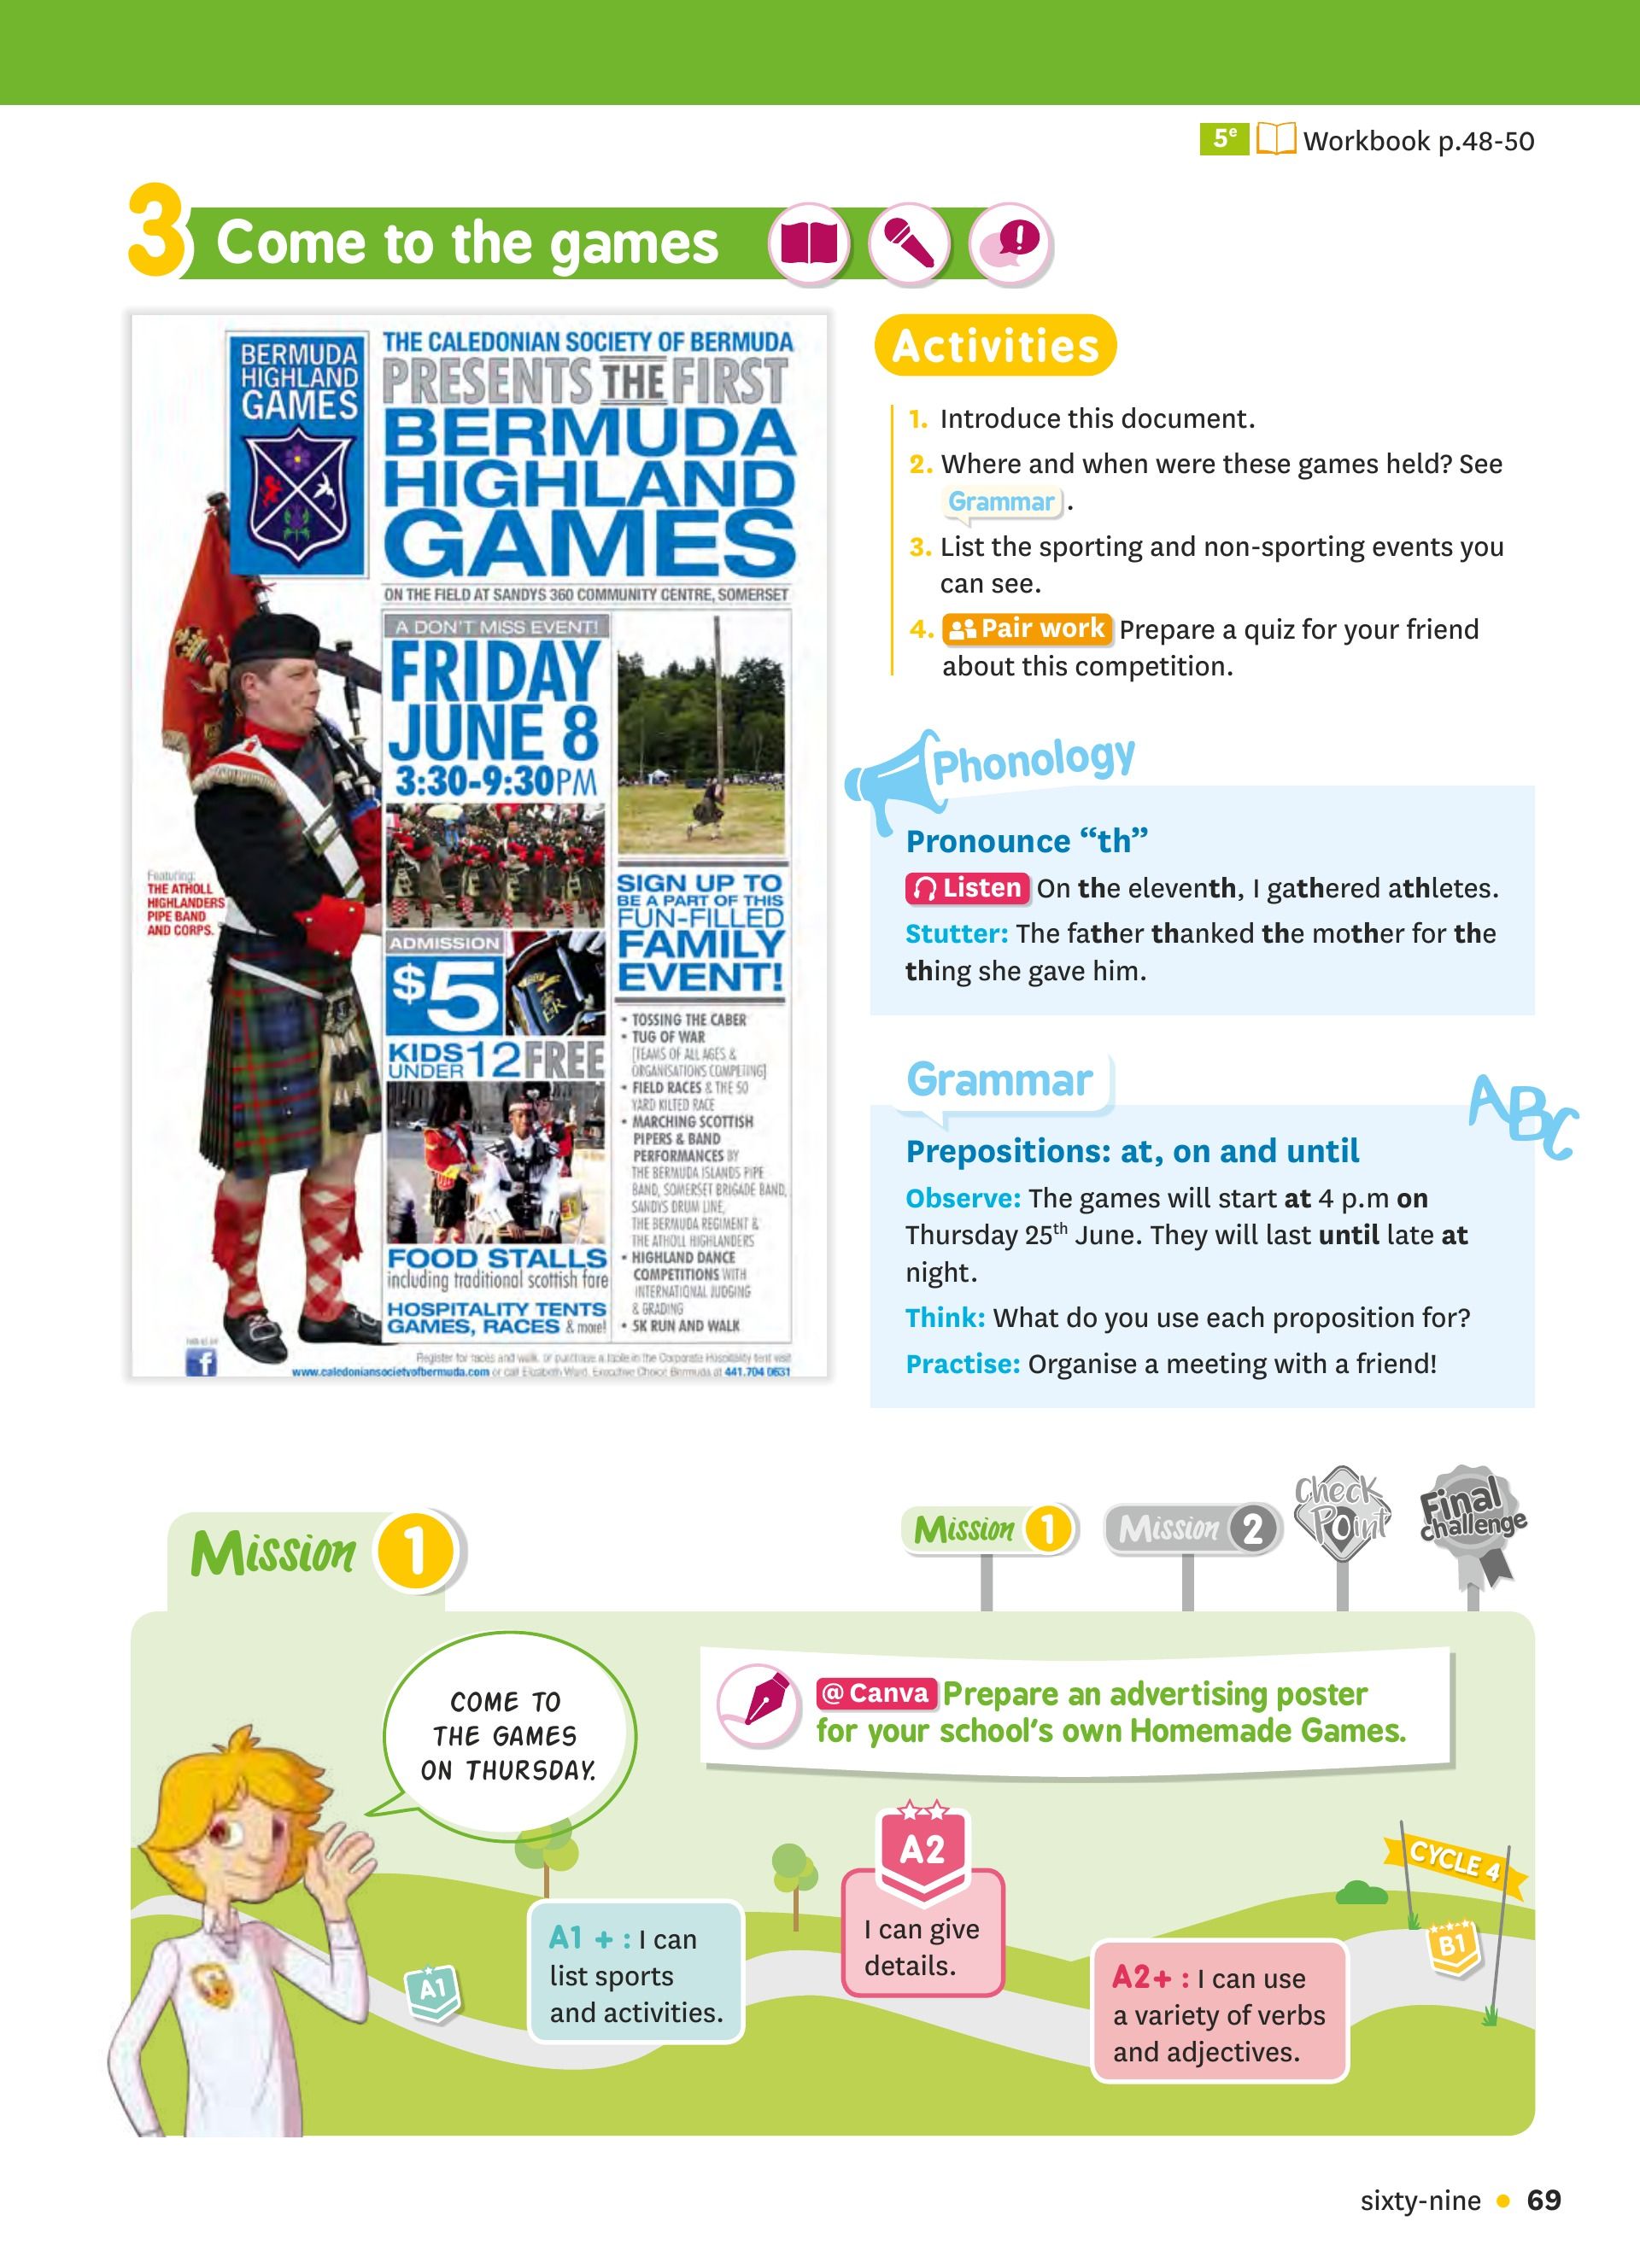 5e Workbook p.48-50
3 Come to the games
BERMUDA
HIGHLAND
GAMES
THE CALEDONIAN SOCIETY OF BERMUDA
PRESENTS THE FIRST
BERMUDA
HIGHLAND
GAMES
ON THE FIELD AT SANDYS 360 COMMUNITY CENTRE, SOMERSET
A DON'T MISS EVENT!
FRIDAY
JUNE 8
3:30-9:30PM
Featuring:
THE ATHOLL
HIGHLANDERS
PIPE BAND
AND CORPS.
ADMISSION
$5
KIDS
UNDER 12 FREE
FOOD STALLS
including traditional scottish fare
HOSPITALITY TENTS
GAMES, RACES & more!
SIGN UP TO
BE A PART OF THIS
FUN-FILLED
FAMILY
EVENT!
• TOSSING THE CABER
• TUG OF WAR
[TEAMS OF ALL AGES &
ORGANISATIONS COMPETING]
• FIELD RACES & THE 50
YARD KILTED RACE
• MARCHING SCOTTISH
PIPERS & BAND
PERFORMANCES BY
THE BERMUDA ISLANDS PIPE
BAND, SOMERSET BRIGADE BAND,
SANDYS DRUM LINE,
THE BERMUDA REGIMENT &
THE ATHOLL HIGHLANDERS
• HIGHLAND DANCE
COMPETITIONS WITH
INTERNATIONAL JUDGING
& GRADING
• 5K RUN AND WALK
f
Register for races and walk, or purchase a table in the Corporate Hospitality tent visit
www.caledoniansocietyofbermuda.com or call Elizabeth Ward, Executive Choice Bermuda at 441.704 0631
Activities
1. Introduce this document.
2. Where and when were these games held? See
Grammar.
3. List the sporting and non-sporting events you
can see.
4. Pair work Prepare a quiz for your friend
about this competition.
Phonology
Pronounce “th”
Listen On the eleventh, I gathered athletes.
Stutter: The father thanked the mother for the
thing she gave him.
Grammar
ABC
Prepositions: at, on and until
Observe: The games will start at 4 p.m on
Thursday 25th June. They will last until late at
night.
Think: What do you use each proposition for?
Practise: Organise a meeting with a friend!
Mission 1
Mission 1
Mission 2
Check
Point
Final
challenge
COME TO
THE GAMES
ON THURSDAY.
@ Canva Prepare an advertising poster
for your school's own Homemade Games.
A1
A1 + : I can
list sports
and activities.
A2
I can give
details.
A2+ : I can use
a variety of verbs
and adjectives.
CYCLE 4
B1
sixty-nine • 69